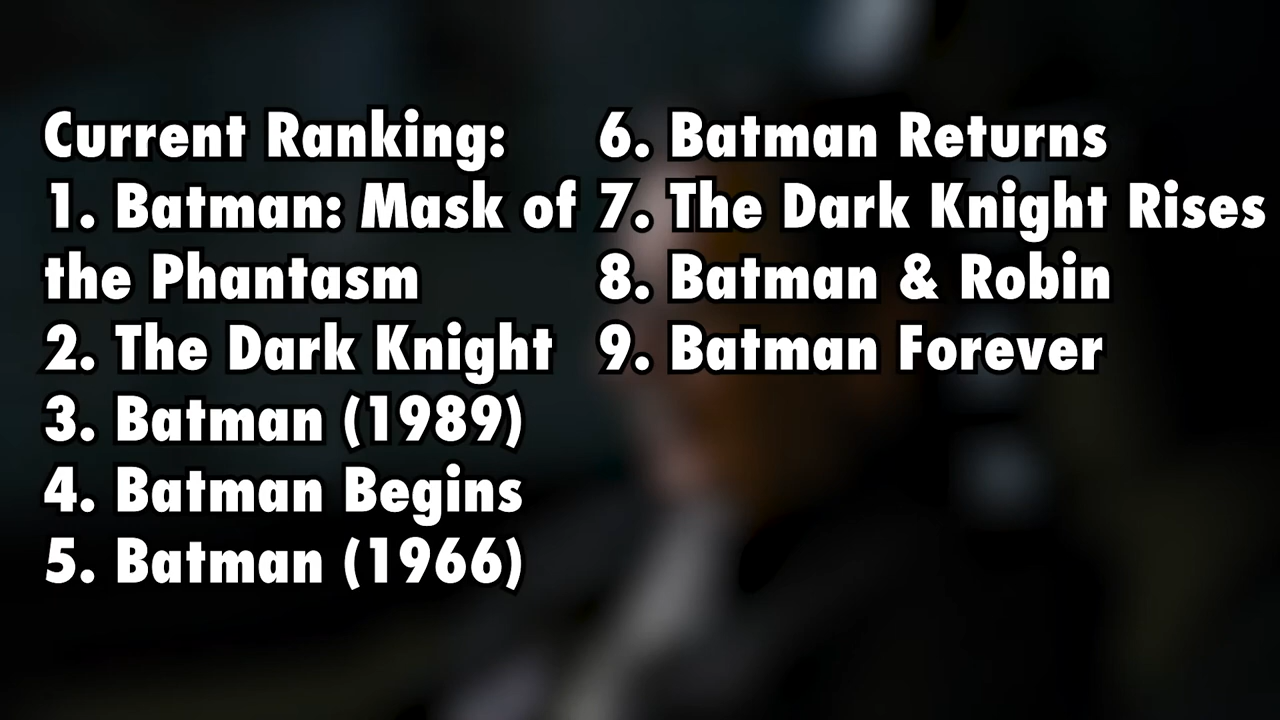 Current Ranking:
1. Batman: Mask of
the Phantasm
2. The Dark Knight
3. Batman (1989)
4. Batman Begins
5. Batman (1966)
6. Batman Returns
7. The Dark Knight Rises
8. Batman & Robin
9. Batman Forever